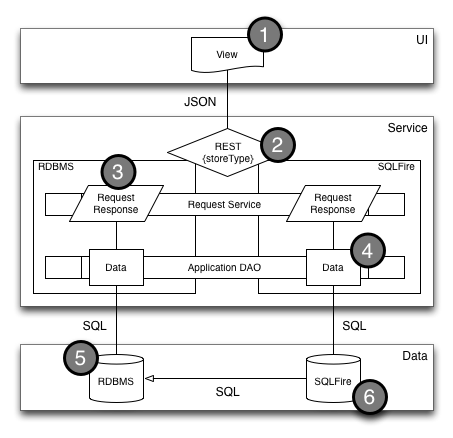 1
UI
View
JSON
Service
REST
{storeType}
2
RDBMS
SQLFire
3
Request
Response
Request Service
Request
Response
4
Data
Application DAO
Data
SQL
SQL
5
Data
RDBMS
SQLFire
SQL
6